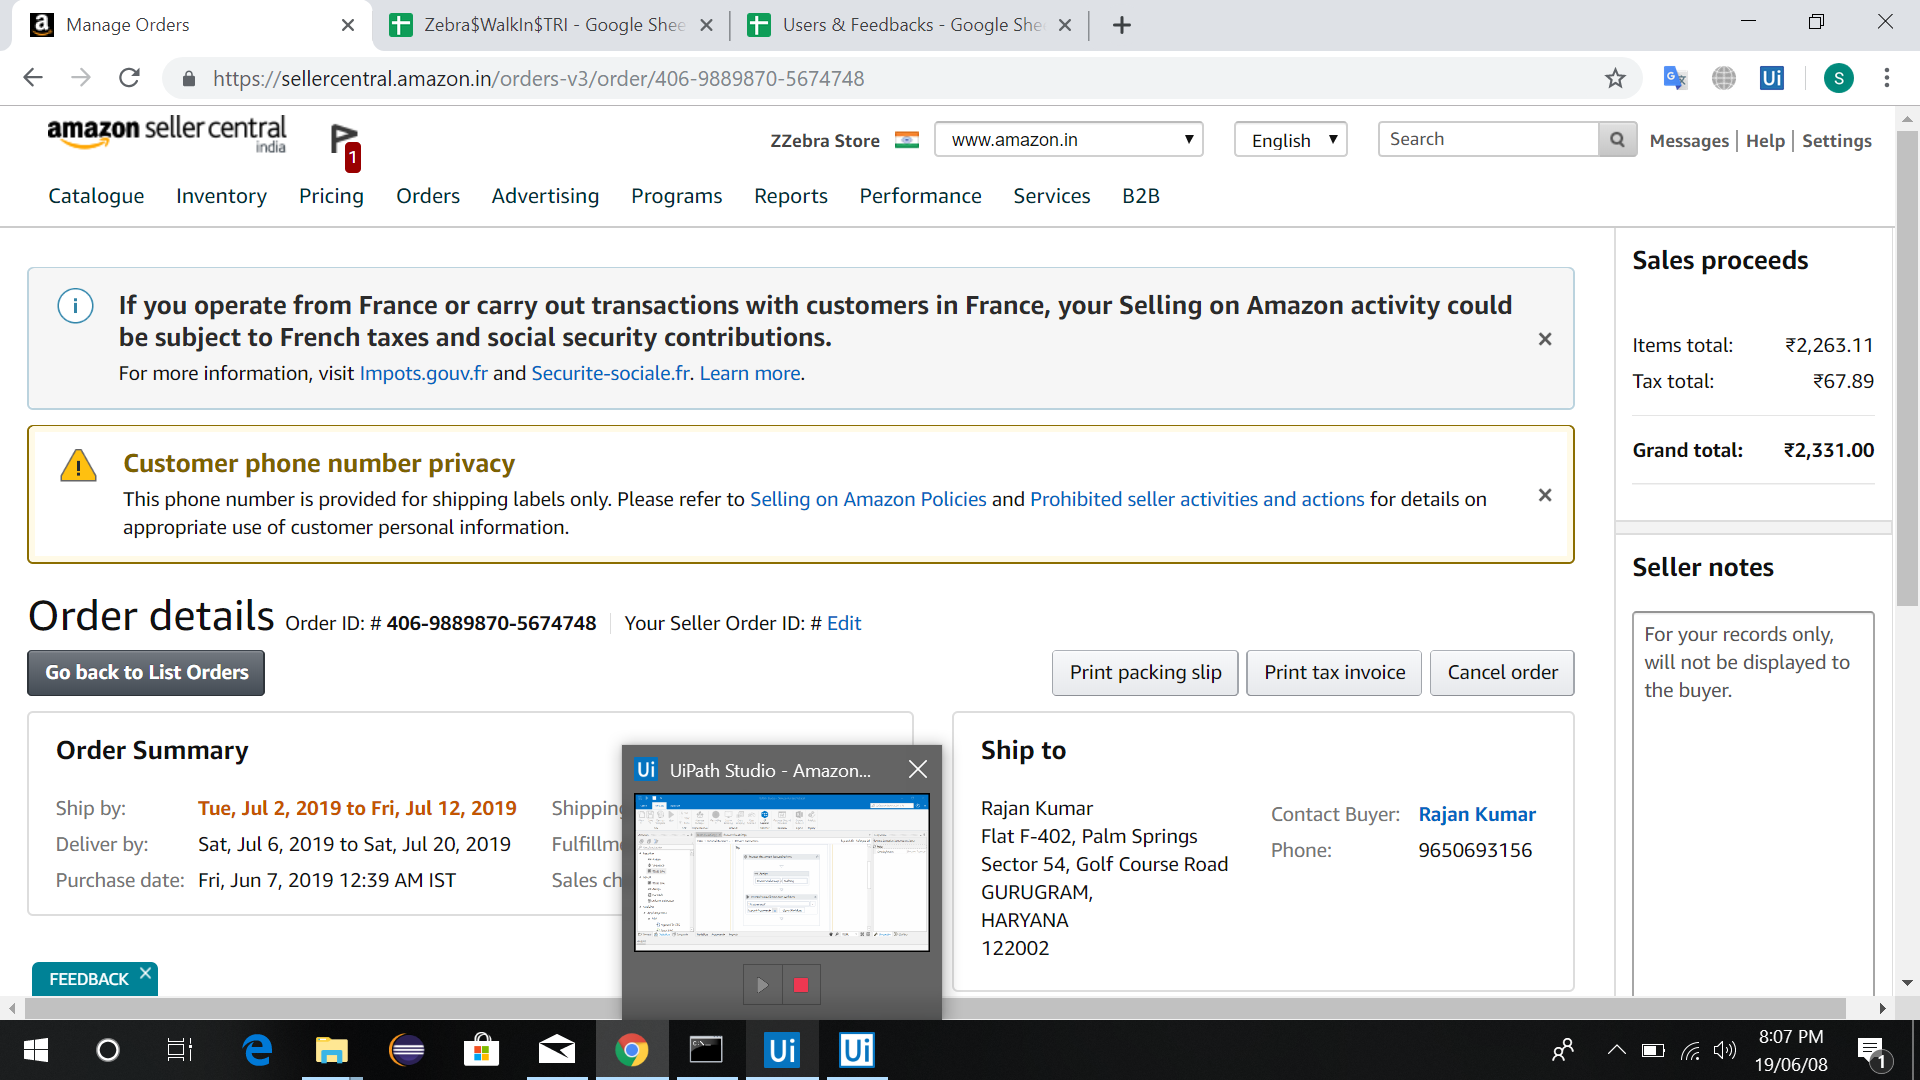 Manage Orders
Zebra$WalkIn$TRI - Google Shee
Users & Feedbacks - Google She
https://sellercentral.amazon.in/orders-v3/order/406-9889870-5674748
Ui
S
amazon seller central
india
1
ZZebra Store
www.amazon.in
English
Search
Messages | Help | Settings
Catalogue Inventory Pricing Orders Advertising Programs Reports Performance Services B2B
If you operate from France or carry out transactions with customers in France, your Selling on Amazon activity could
be subject to French taxes and social security contributions.
For more information, visit Impots.gouv.fr and Securite-sociale.fr. Learn more.
Customer phone number privacy
This phone number is provided for shipping labels only. Please refer to Selling on Amazon Policies and Prohibited seller activities and actions for details on
appropriate use of customer personal information.
Order details Order ID: # 406-9889870-5674748 Your Seller Order ID: # Edit
Go back to List Orders
Print packing slip
Print tax invoice
Cancel order
Order Summary
Ship by: Tue, Jul 2, 2019 to Fri, Jul 12, 2019
Deliver by: Sat, Jul 6, 2019 to Sat, Jul 20, 2019
Purchase date: Fri, Jun 7, 2019 12:39 AM IST
Shipping
Fulfillm
Sales ch
Ui UiPath Studio - Amazon...
Ship to
Rajan Kumar
Flat F-402, Palm Springs
Sector 54, Golf Course Road
GURUGRAM,
HARYANA
122002
Contact Buyer: Rajan Kumar
Phone: 9650693156
Sales proceeds
Items total: ₹2,263.11
Tax total: ₹67.89
Grand total: ₹2,331.00
Seller notes
For your records only,
will not be displayed to
the buyer.
FEEDBACK
Ui
Ui
8:07 PM
19/06/08
1